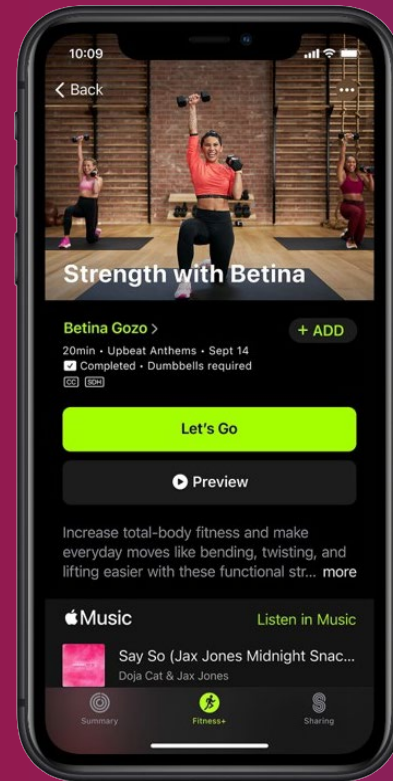 10:09
Back
Strength with Betina
Betina Gozo >
+ ADD
20min • Upbeat Anthems • Sept 14
Completed • Dumbbells required
CC SDH
Let's Go
Preview
Increase total-body fitness and make
everyday moves like bending, twisting, and
lifting easier with these functional str... more
Music
Listen in Music
Say So (Jax Jones Midnight Snac...
Doja Cat & Jax Jones
Summary
Fitness+
Sharing